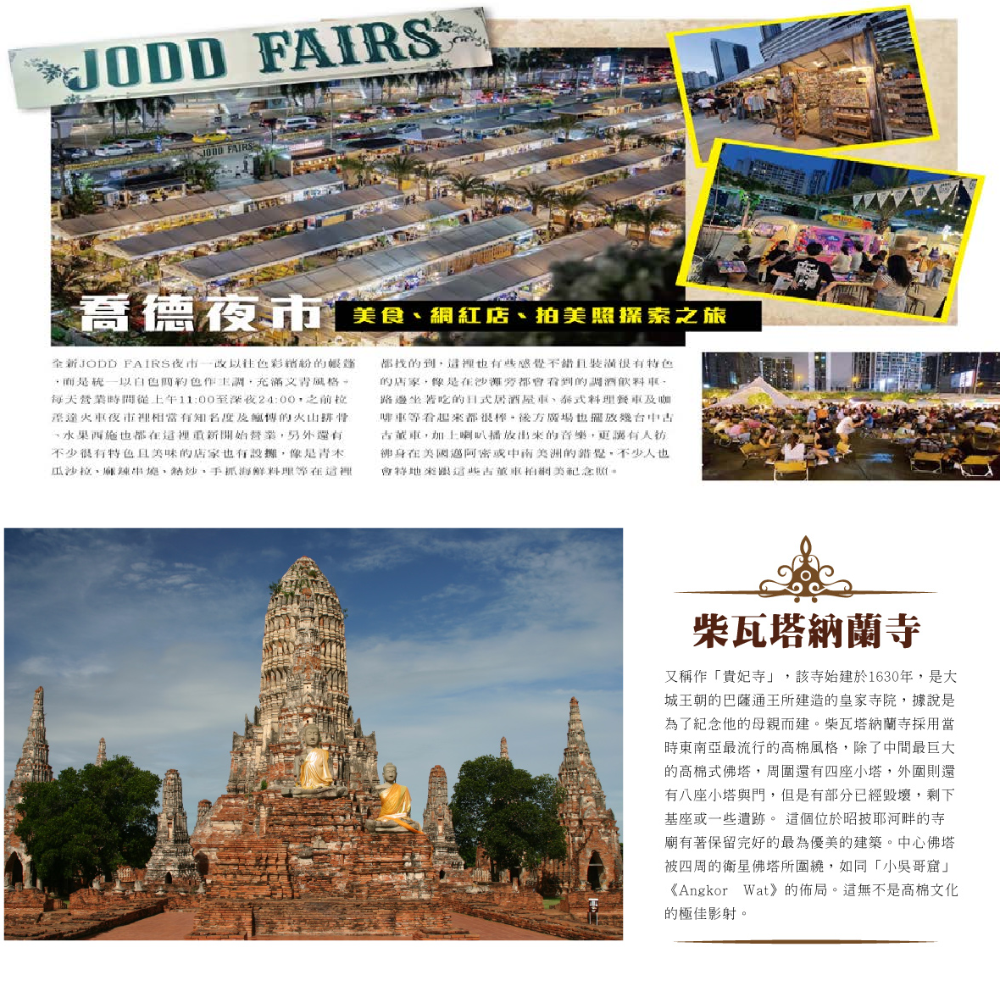 JODD FAIRS
JODD FAIRS
喬德夜市
美食、網紅店、拍美照探索之旅
全新JODD FAIRS夜市一改以往色彩繽紛的帳蓬
，而是統一以白色簡約色作主調，充滿文青風格。
每天營業時間從上午11:00至深夜24:00，之前拉
差達火車夜市裡相當有知名度及瘋傳的火山排骨
、水果西施也都在這裡重新開始營業，另外還有
不少很有特色且美味的店家也有設攤，像是青木
瓜沙拉、麻辣串燒、熱炒、手抓海鮮料理等在這裡
都找的到，這裡也有些感覺不錯且裝潢很有特色
的店家，像是在沙灘旁都會看到的調酒飲料車、
路邊坐著吃的日式居酒屋車、泰式料理餐車及咖
啡車等看起來都很棒，後方廣場也擺放幾台中古
古董車，加上喇叭播放出來的音樂，更讓有人彷
彿身在美國邁阿密或中南美洲的錯覺，不少人也
會特地來跟這些古董車拍網美紀念照。
柴瓦塔納蘭寺
又稱作「貴妃寺」，該寺始建於1630年，是大
城王朝的巴薩通王所建造的皇家寺院，據說是
為了紀念他的母親而建。柴瓦塔納蘭寺採用當
時東南亞最流行的高棉風格，除了中間最巨大
的高棉式佛塔，周圍還有四座小塔，外圍則還
有八座小塔與門，但是有部分已經毀壞，剩下
基座或一些遺跡。 這個位於昭披耶河畔的寺
廟有著保留完好的最為優美的建築。中心佛塔
被四周的衛星佛塔所圍繞，如同「小吳哥窟」
《Angkor Wat》的佈局。這無不是高棉文化
的極佳影射。